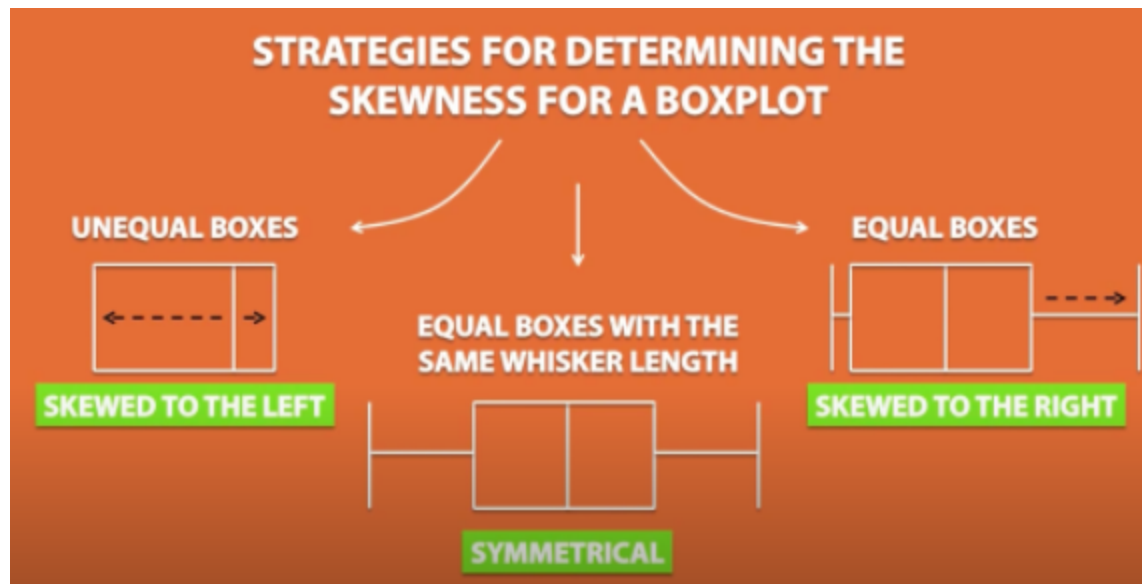 STRATEGIES FOR DETERMINING THE
SKEWNESS FOR A BOXPLOT
UNEQUAL BOXES
SKEWED TO THE LEFT
EQUAL BOXES WITH THE
SAME WHISKER LENGTH
SYMMETRICAL
EQUAL BOXES
SKEWED TO THE RIGHT